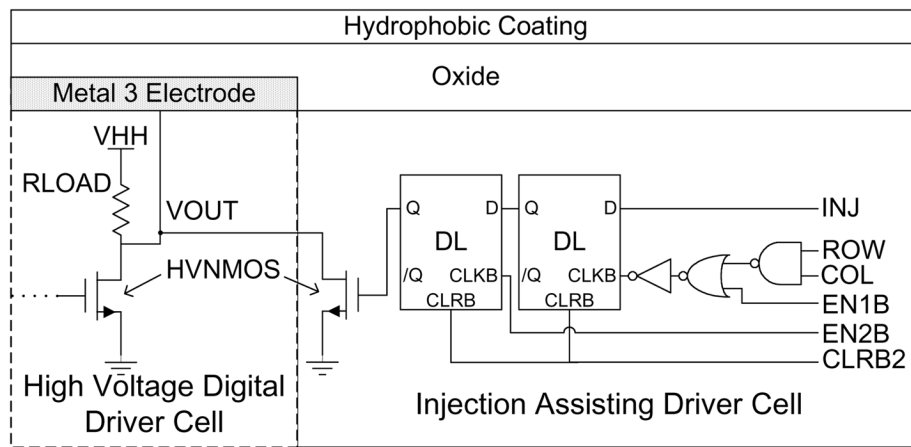 Hydrophobic Coating
Oxide
Metal 3 Electrode
VHH
RLOAD
VOUT
HVNMOS
Q
D
DL
/Q
CLKB
CLRB
Q
D
DL
/Q
CLKB
CLRB
INJ
ROW
COL
EN1B
EN2B
CLRB2
High Voltage Digital
Driver Cell
Injection Assisting Driver Cell